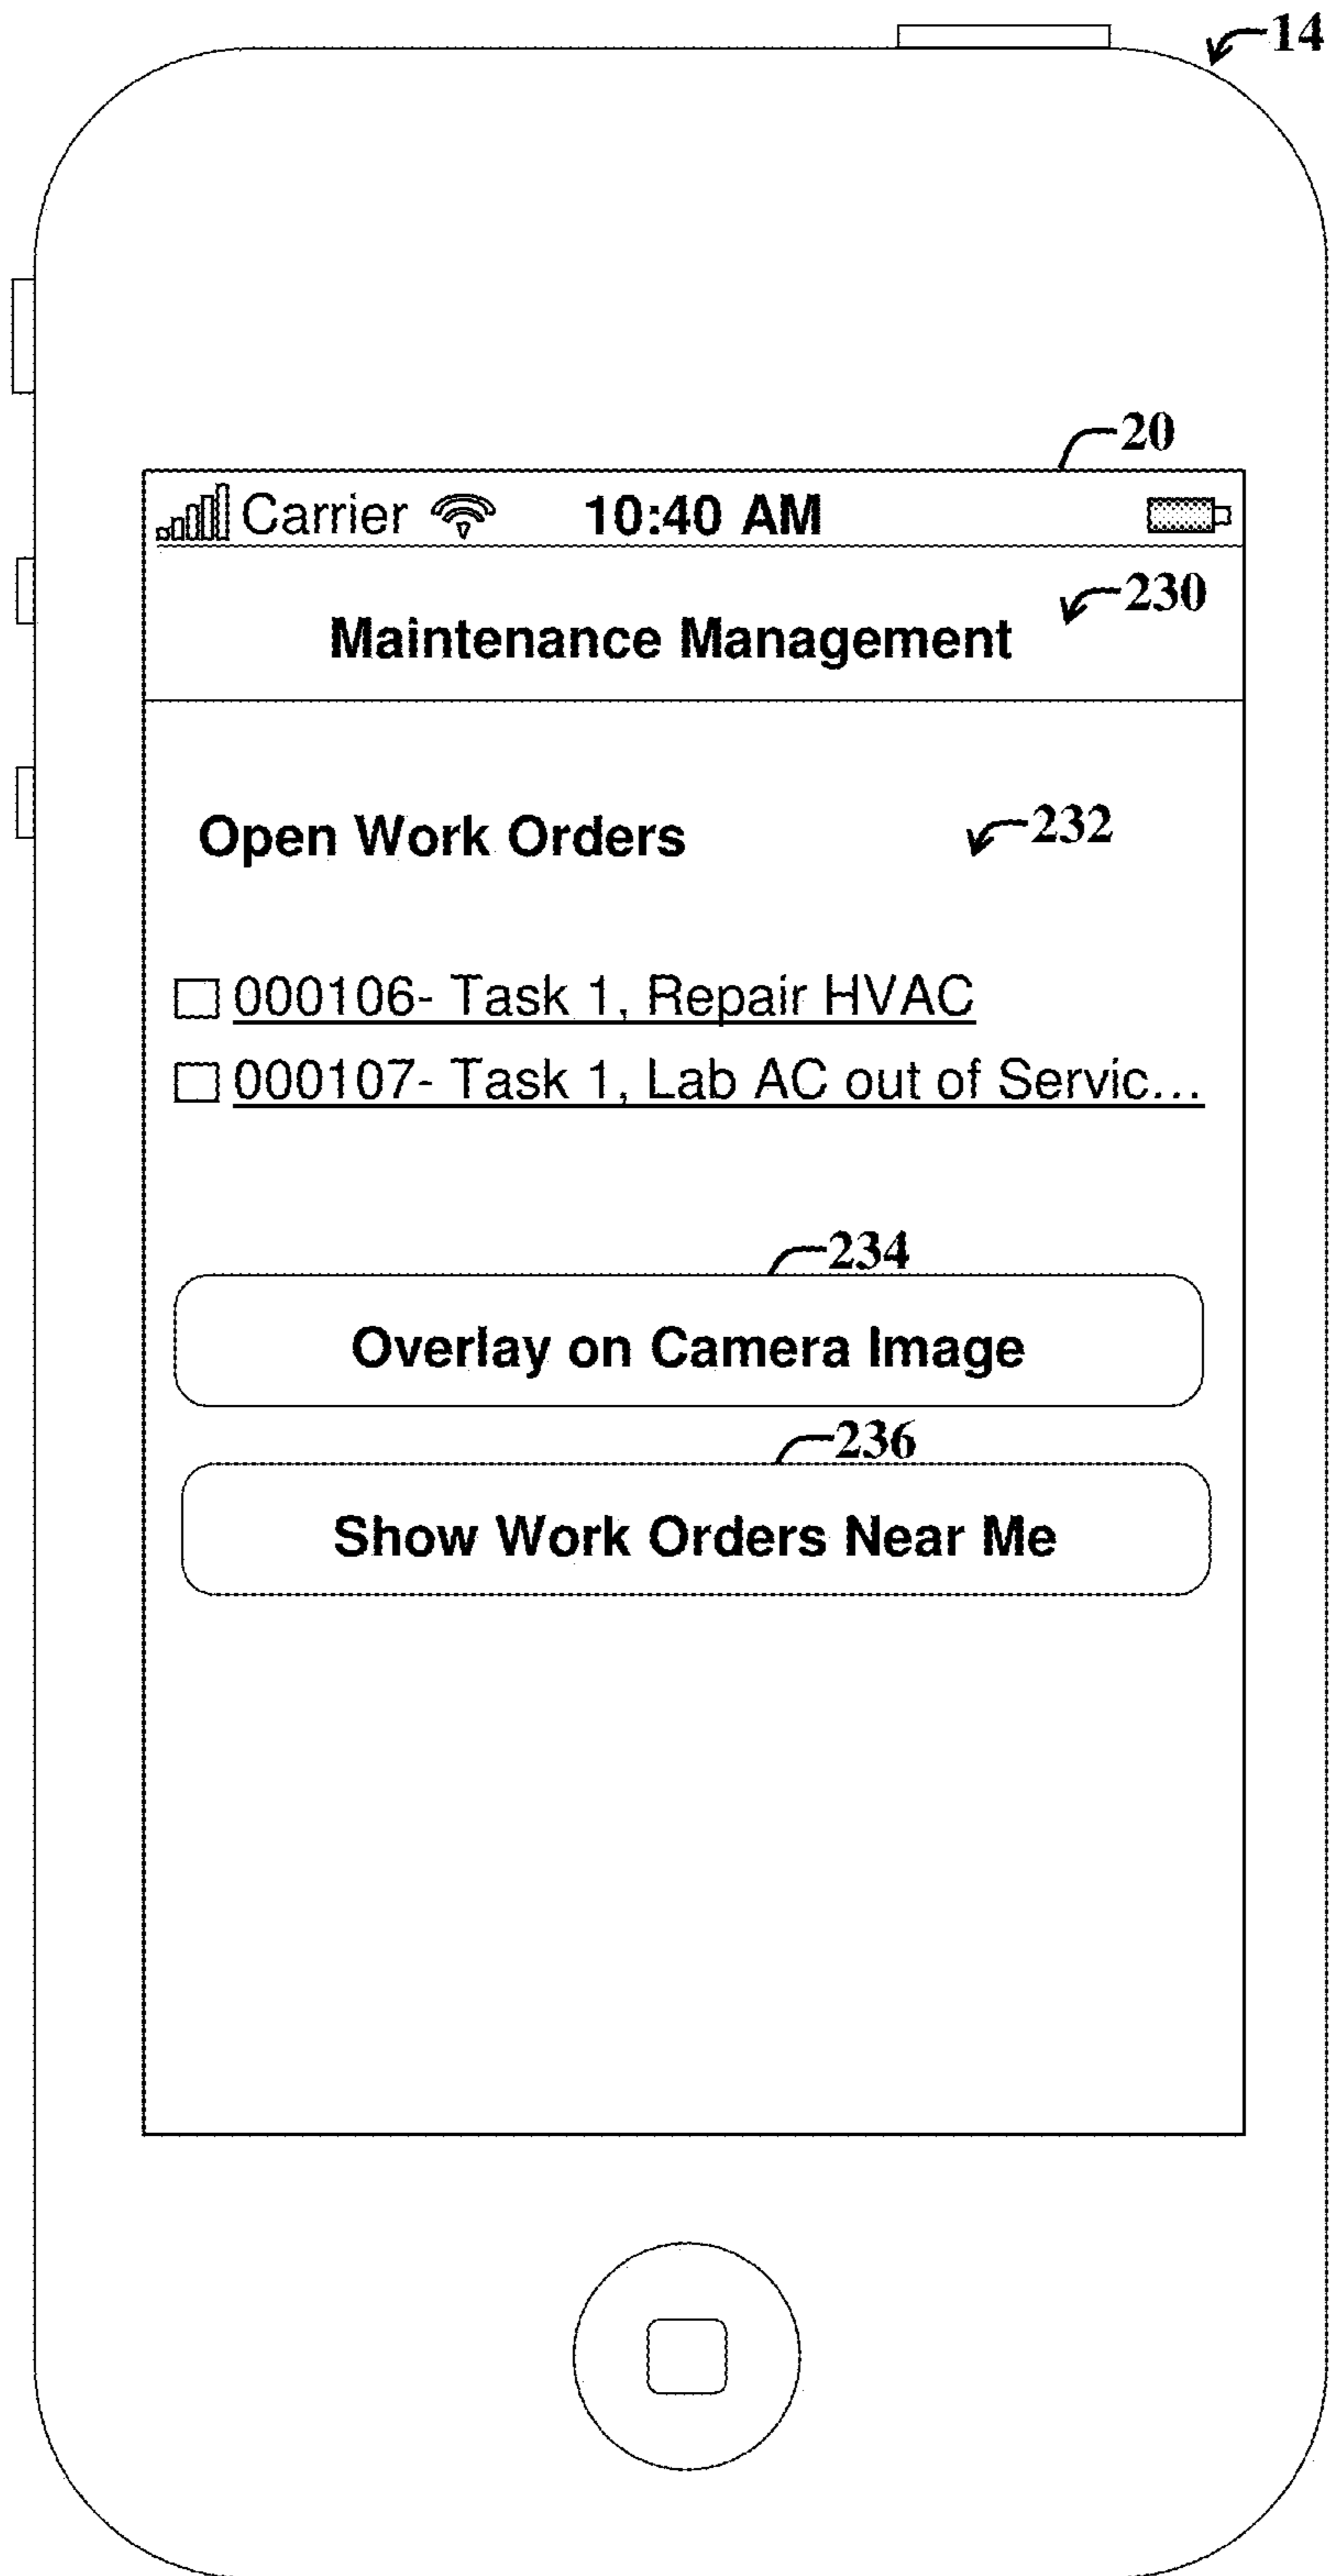 14
20
Carrier 10:40 AM
230
Maintenance Management
Open Work Orders 232
000106- Task 1, Repair HVAC
000107- Task 1, Lab AC out of Servic...
234
Overlay on Camera Image
236
Show Work Orders Near Me